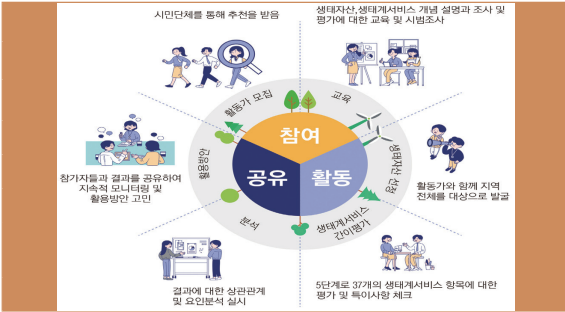 시민단체를 통해 추천을 받음
생태자산,생태계서비스 개념 설명과 조사 및
평가에 대한 교육 및 시범조사
활동가 모집
교육
참여
공유
활동
활용방안
생태자산 선정
분석
생태계서비스
간이평가
참가자들과 결과를 공유하여
지속적 모니터링 및
활용방안 고민
활동가와 함께 지역
전체를 대상으로 발굴
결과에 대한 상관관계
및 요인분석 실시
5단계로 37개의 생태계서비스 항목에 대한
평가 및 특이사항 체크